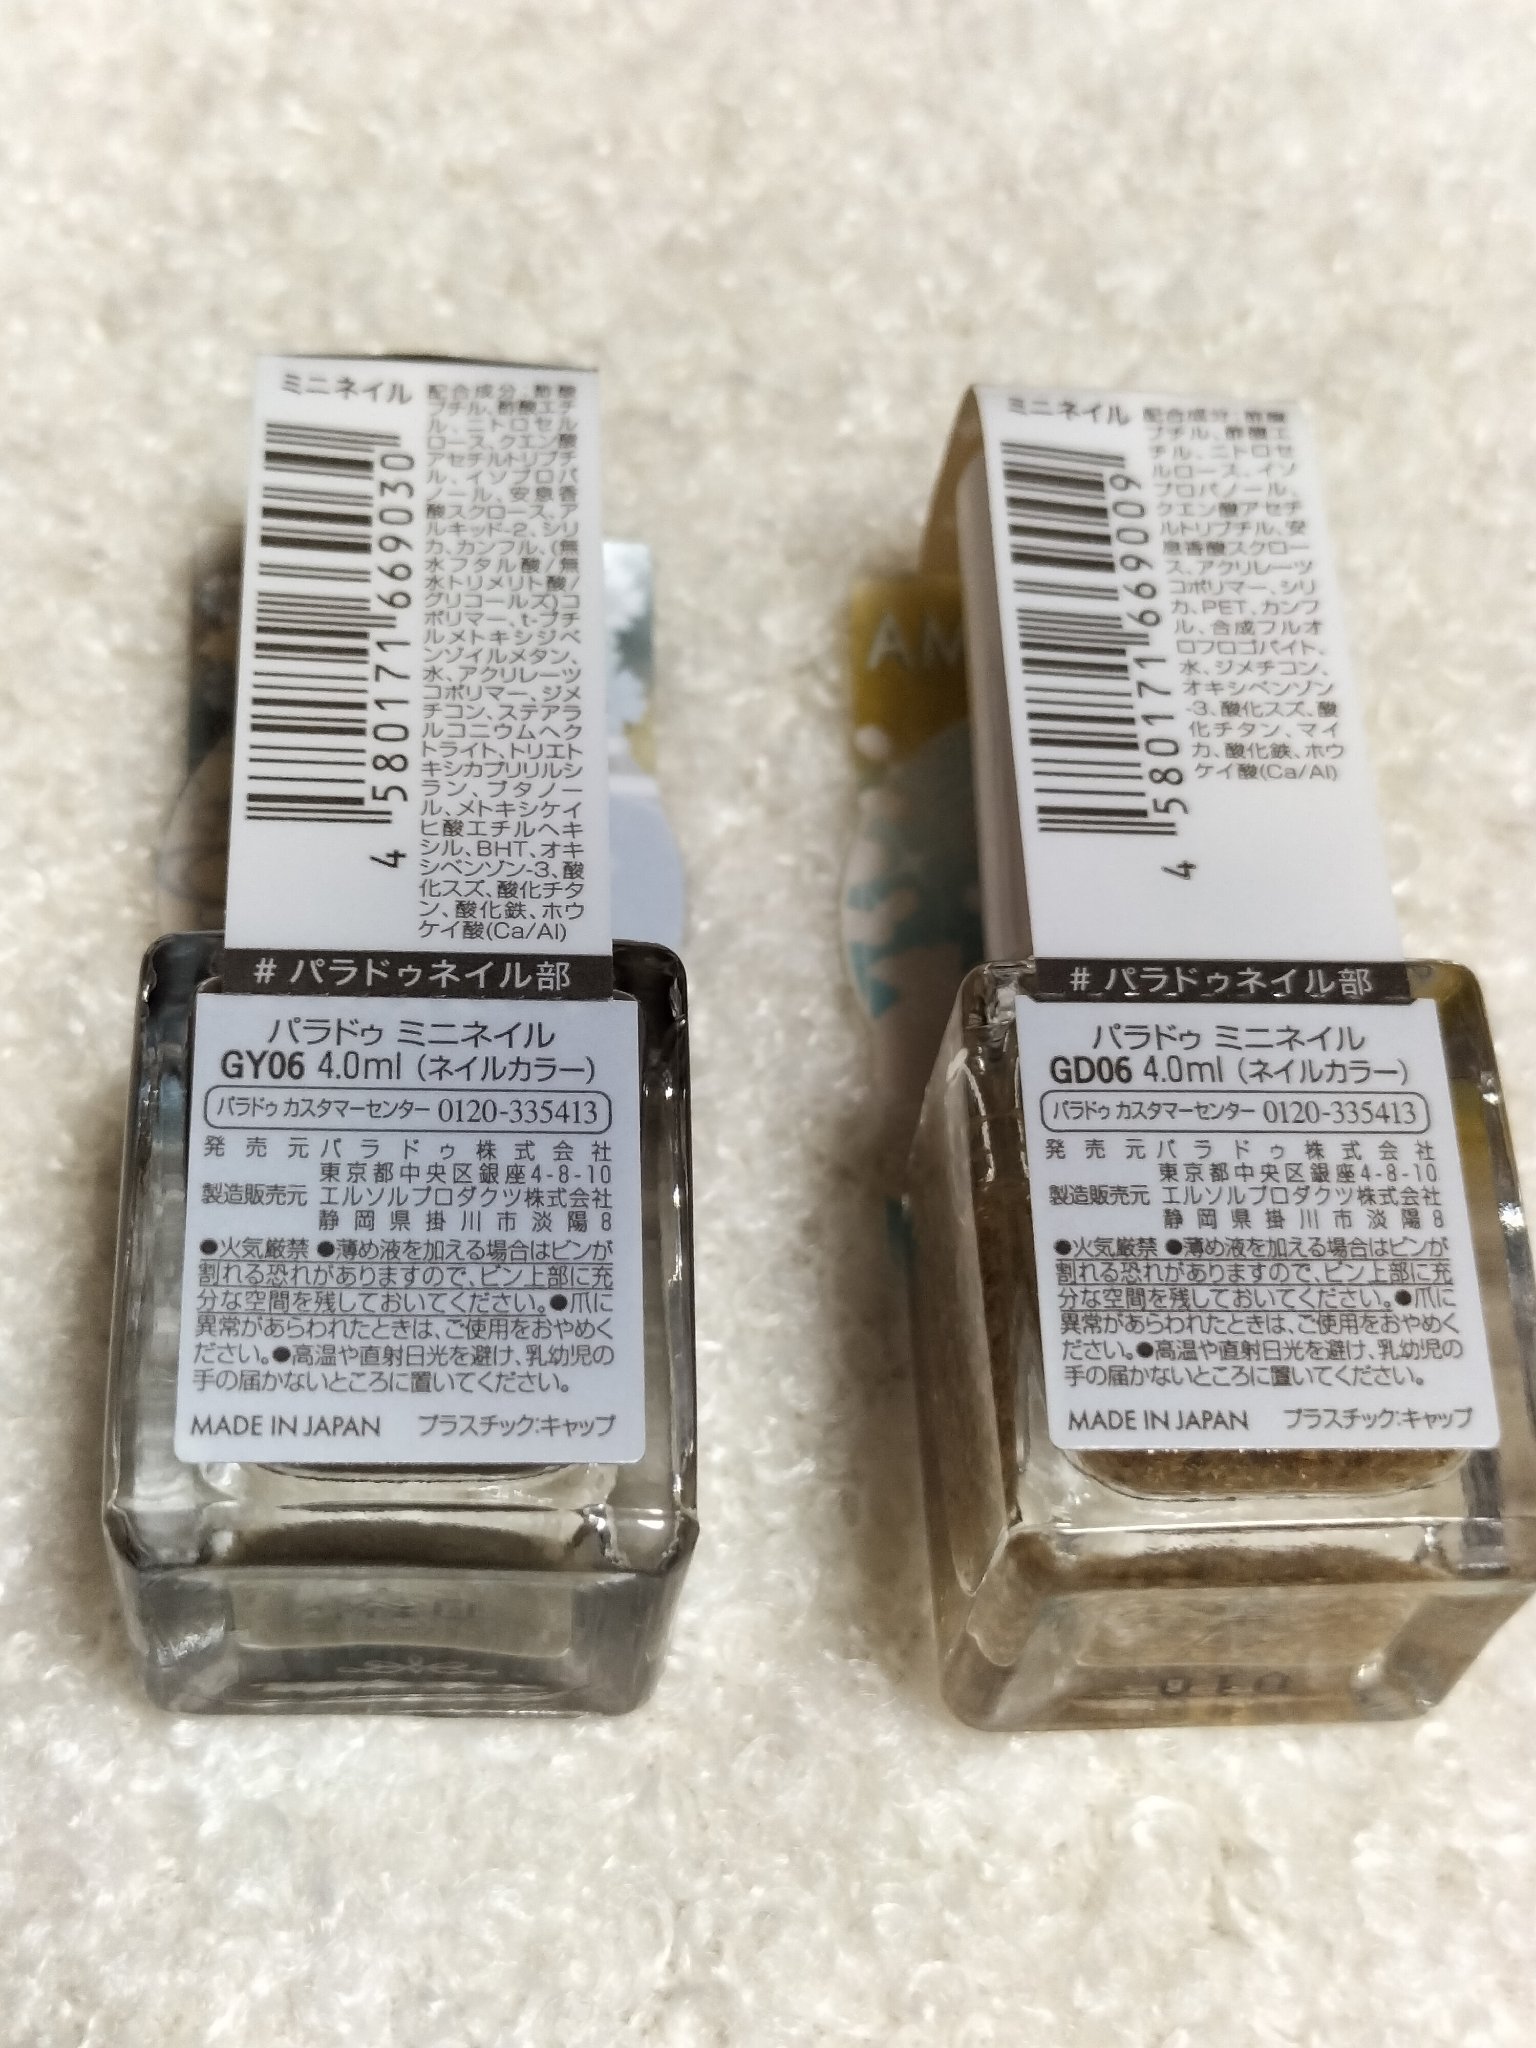 ミニネイル
配合成分:酢酸
ブチル、酢酸エチ
ル、ニトロセル
ロース、クエン酸
アセチルトリブチ
ル、イソプロパ
ノール、安息香
酸スクロース、ア
ルキッド-2、シリ
カ、カンフル、(無
水フタル酸/無
水トリメリト酸/
グリコールズ)コ
ポリマー、t-ブチ
ルメトキシジベ
ンゾイルメタン、
水、アクリレーツ
コポリマー、ジメ
チコン、ステアラ
ルコニウムヘク
トライト、トリエト
キシカプリリルシ
ラン、ブタノー
ル、メトキシケイ
ヒ酸エチルヘキ
シル、BHT、オキ
シベンゾン-3、酸
化スズ、酸化チタ
ン、酸化鉄、ホウ
ケイ酸(Ca/Al)
4 580171 669030
# パラドゥネイル部
パラドゥ ミニネイル
GY06 4.0ml (ネイルカラー)
パラドゥ カスタマーセンター 0120-335413
発売元 パラドゥ株式会社
東京都中央区銀座4-8-10
製造販売元 エルソルプロダクツ株式会社
静岡県掛川市淡陽8
●火気厳禁 ●薄め液を加える場合はビンが
割れる恐れがありますので、ビン上部に充
分な空間を残しておいてください。●爪に
異常があらわれたときは、ご使用をおやめく
ださい。●高温や直射日光を避け、乳幼児の
手の届かないところに置いてください。
MADE IN JAPAN プラスチック:キャップ
ミニネイル
配合成分:酢酸
ブチル、酢酸エ
チル、ニトロセ
ルロース、イソ
プロパノール、
クエン酸アセチ
ルトリブチル、安
息香酸スクロー
ス、アクリレーツ
コポリマー、シリ
カ、PET、カンフ
ル、合成フルオ
ロフロゴパイト、
水、ジメチコン、
オキシベンゾン
-3、酸化スズ、酸
化チタン、マイ
カ、酸化鉄、ホウ
ケイ酸(Ca/Al)
4 580171 669009
AM
# パラドゥネイル部
パラドゥ ミニネイル
GD06 4.0ml (ネイルカラー)
パラドゥ カスタマーセンター 0120-335413
発売元 パラドゥ株式会社
東京都中央区銀座4-8-10
製造販売元 エルソルプロダクツ株式会社
静岡県掛川市淡陽8
●火気厳禁 ●薄め液を加える場合はビンが
割れる恐れがありますので、ビン上部に充
分な空間を残しておいてください。●爪に
異常があらわれたときは、ご使用をおやめく
ださい。●高温や直射日光を避け、乳幼児の
手の届かないところに置いてください。
MADE IN JAPAN プラスチック:キャップ